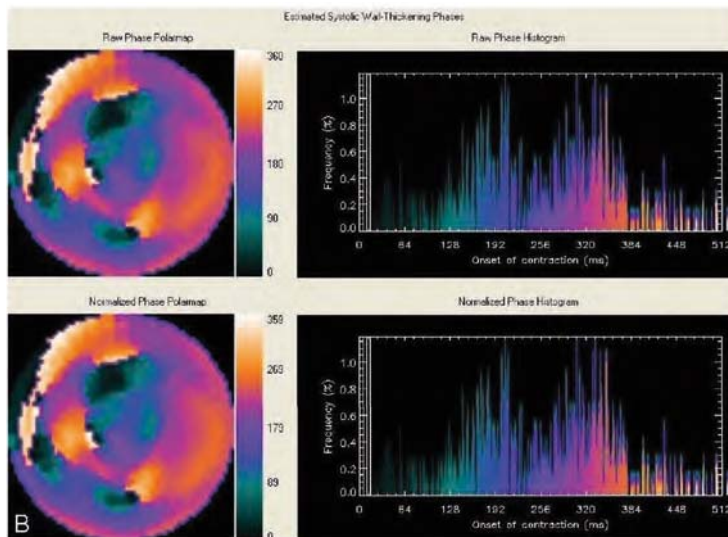 Estimated Systolic Wall-Thickening Phases
Raw Phase Polarmap
Raw Phase Histogram
360
270
180
90
0
Frequency (%)
1.0
0.8
0.6
0.4
0.2
0.0
0 64 128 192 256 320 384 448 512
Onset of contraction (ms)
Normalized Phase Polarmap
Normalized Phase Histogram
359
269
179
89
0
Frequency (%)
1.0
0.8
0.6
0.4
0.2
0.0
0 64 128 192 256 320 384 448 512
Onset of contraction (ms)
B